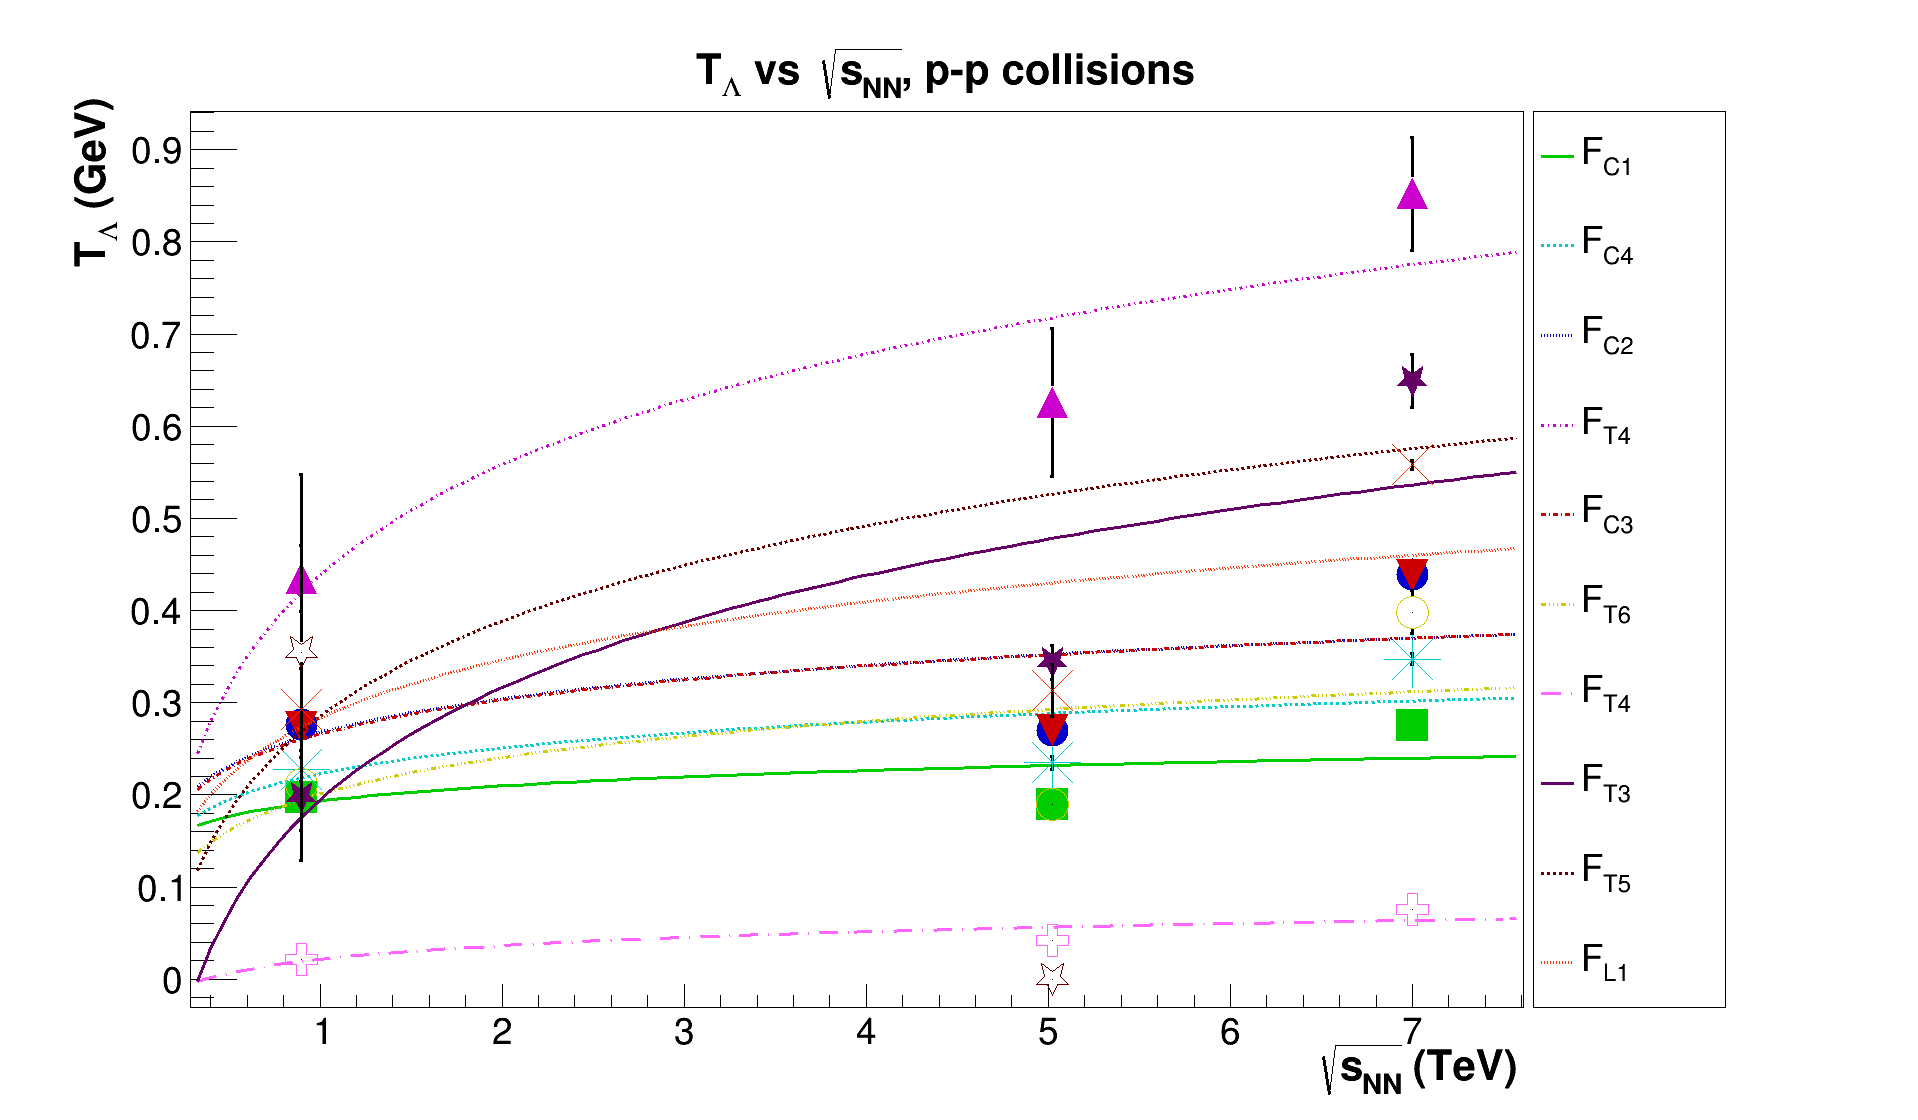 T_Λ vs √s_NN, p-p collisions
T_Λ (GeV)
0.9
0.8
0.7
0.6
0.5
0.4
0.3
0.2
0.1
0
1 2 3 4 5 6 7
√s_NN (TeV)
F_C1
F_C4
F_C2
F_T4
F_C3
F_T6
F_T4
F_T3
F_T5
F_L1